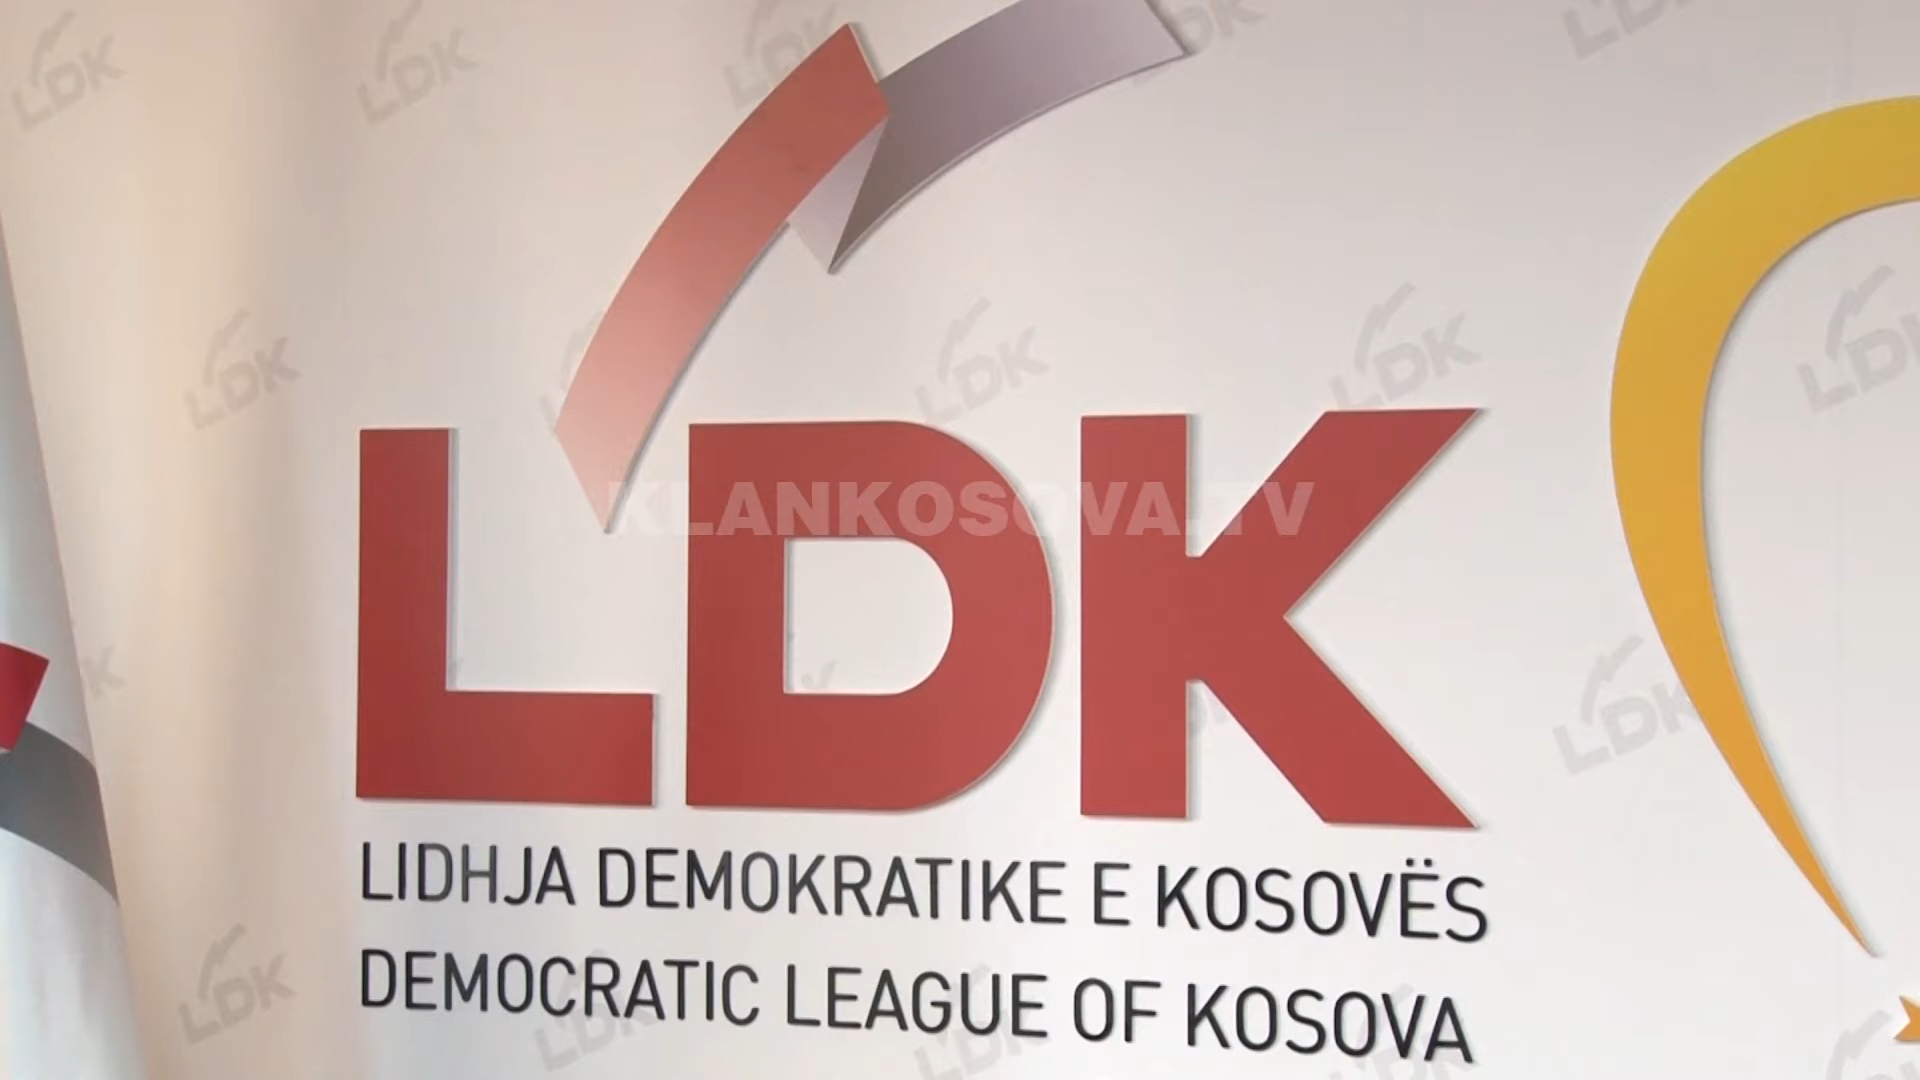 LDK
KLANKOSOVA.TV
LIDHJA DEMOKRATIKE E KOSOVËS
DEMOCRATIC LEAGUE OF KOSOVA